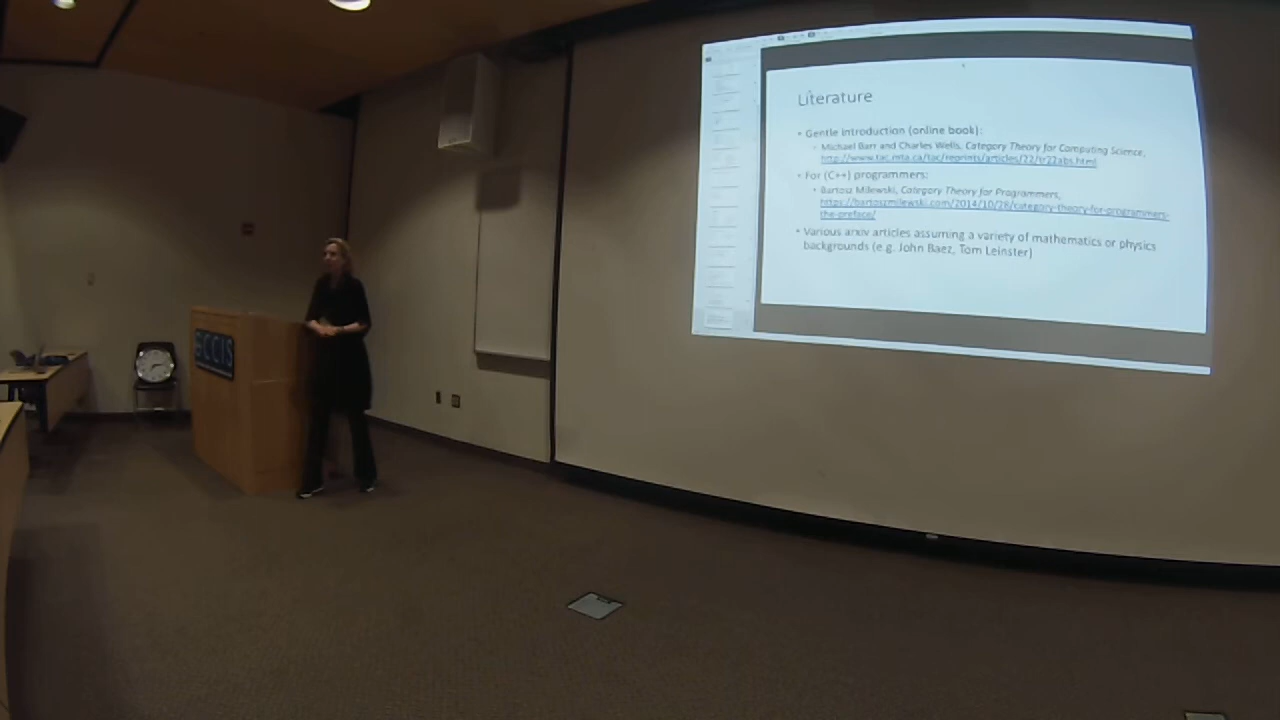 Literature
• Gentle introduction (online book):
• Michael Barr and Charles Wells, Category Theory for Computing Science,
http://www.tac.mta.ca/tac/reprints/articles/22/tr22abs.html
• For (C++) programmers:
• Bartosz Milewski, Category Theory for Programmers,
https://bartoszmilewski.com/2014/10/28/category-theory-for-programmers-
the-preface/
• Various arxiv articles assuming a variety of mathematics or physics
backgrounds (e.g. John Baez, Tom Leinster)
CCIS